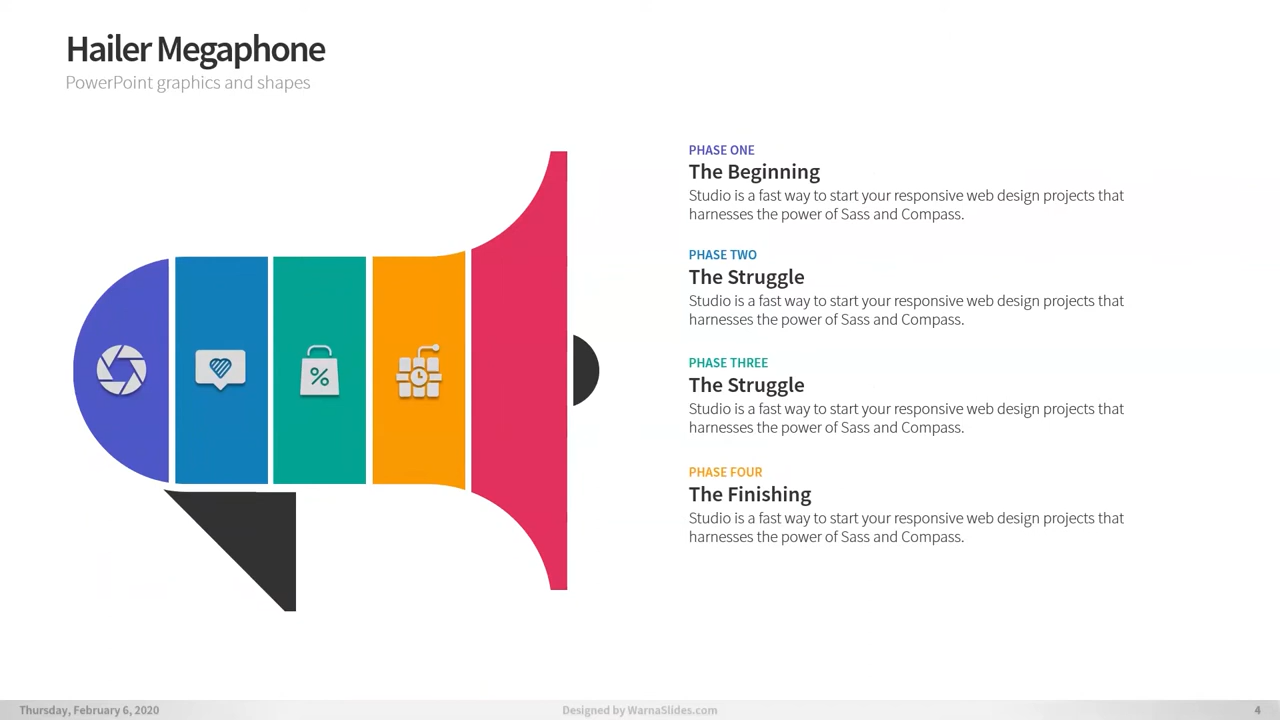 Hailer Megaphone
PowerPoint graphics and shapes
PHASE ONE
The Beginning
Studio is a fast way to start your responsive web design projects that
harnesses the power of Sass and Compass.
PHASE TWO
The Struggle
Studio is a fast way to start your responsive web design projects that
harnesses the power of Sass and Compass.
PHASE THREE
The Struggle
Studio is a fast way to start your responsive web design projects that
harnesses the power of Sass and Compass.
PHASE FOUR
The Finishing
Studio is a fast way to start your responsive web design projects that
harnesses the power of Sass and Compass.
%
Thursday, February 6, 2020
Designed by WarnaSlides.com
4